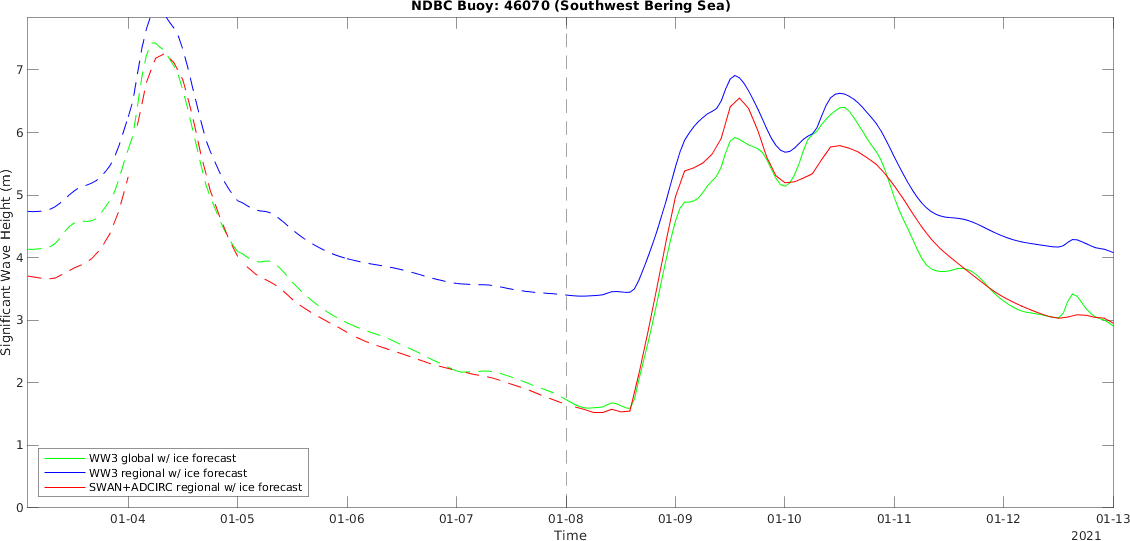 NDBC Buoy: 46070 (Southwest Bering Sea)
Significant Wave Height (m)
7
6
5
4
3
2
1
0
WW3 global w/ ice forecast
WW3 regional w/ ice forecast
SWAN+ADCIRC regional w/ ice forecast
01-04 01-05 01-06 01-07 01-08 01-09 01-10 01-11 01-12 01-13
Time
2021